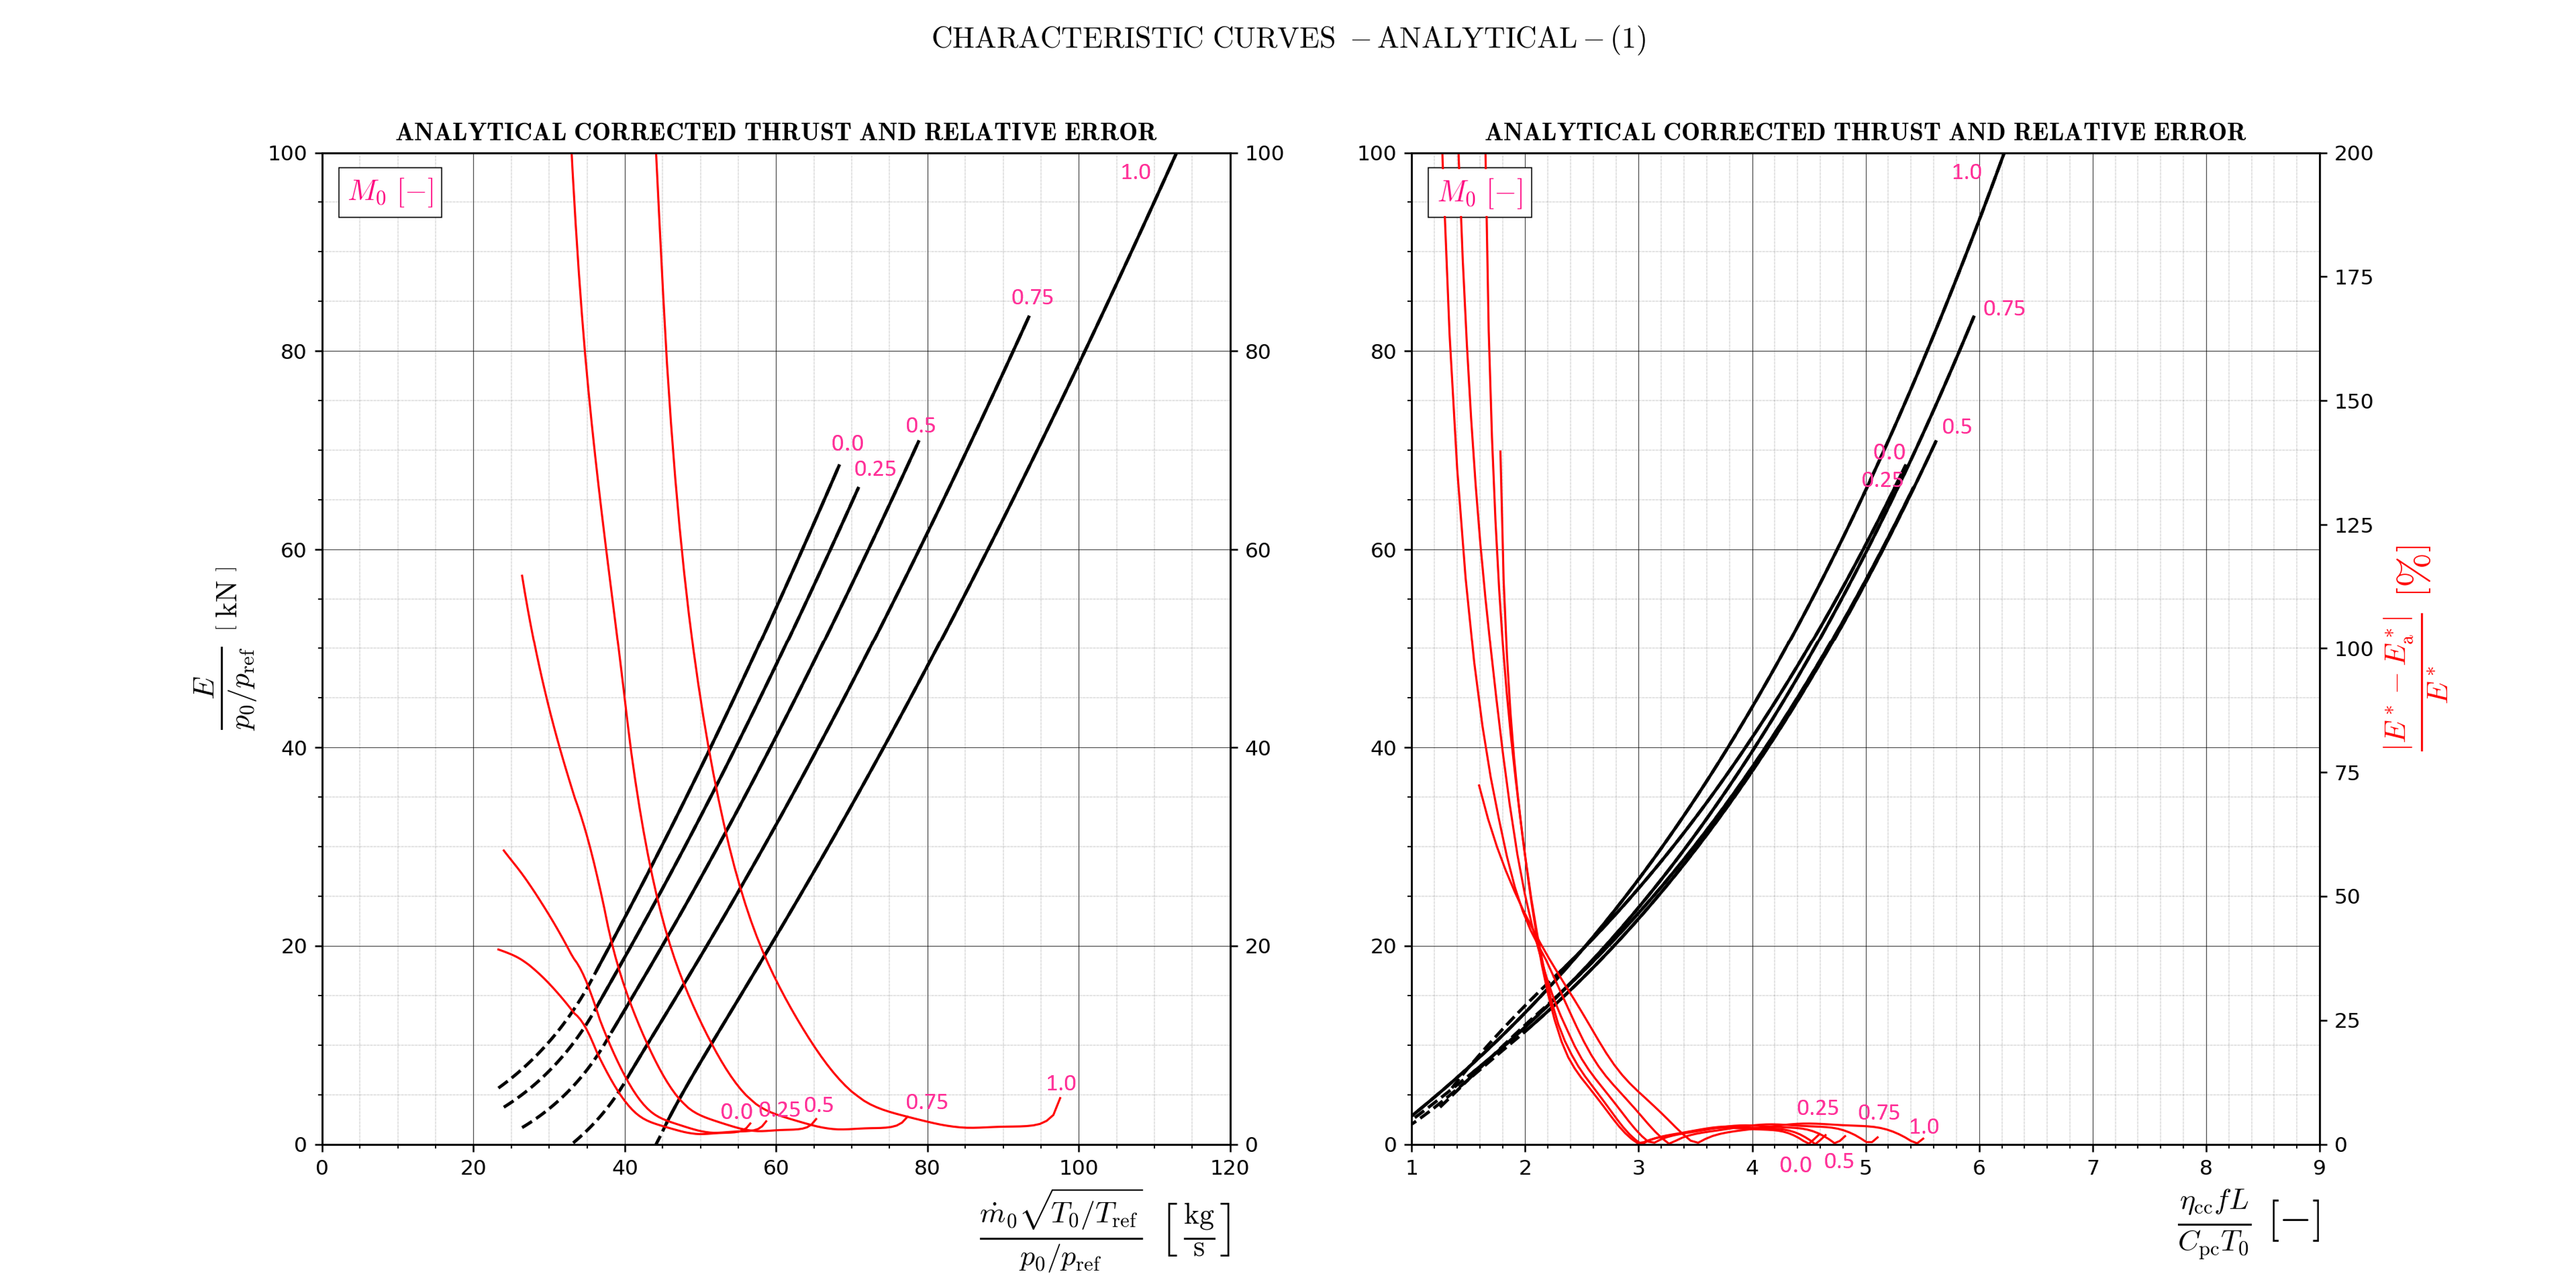 CHARACTERISTIC CURVES – ANALYTICAL – (1)
ANALYTICAL CORRECTED THRUST AND RELATIVE ERROR
M₀ [−]
100
80
60
40
20
0
100
80
60
40
20
0
0 20 40 60 80 100 120
1.0
0.75
0.5
0.0
0.25
0.0 0.25 0.5 0.75 1.0
E / (p₀/p_ref) [ kN ]
ṁ₀√(T₀/T_ref) / (p₀/p_ref) [kg/s]
ANALYTICAL CORRECTED THRUST AND RELATIVE ERROR
M₀ [−]
100
80
60
40
20
0
200
175
150
125
100
75
50
25
0
1 2 3 4 5 6 7 8 9
1.0
0.75
0.5
0.0
0.25
0.25 0.75 1.0
0.0 0.5
|E* − E*ₐ| / E* [%]
η_cc f L / (C_pc T₀) [−]